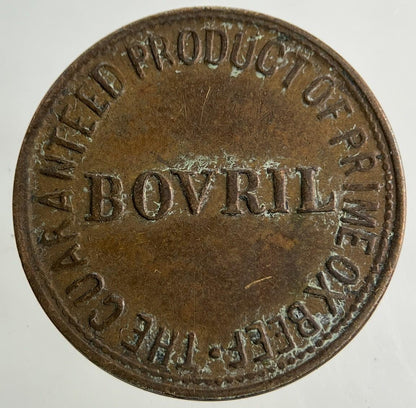 THE GUARANTEED PRODUCT OF PRIME OX BEEF ·
BOVRIL